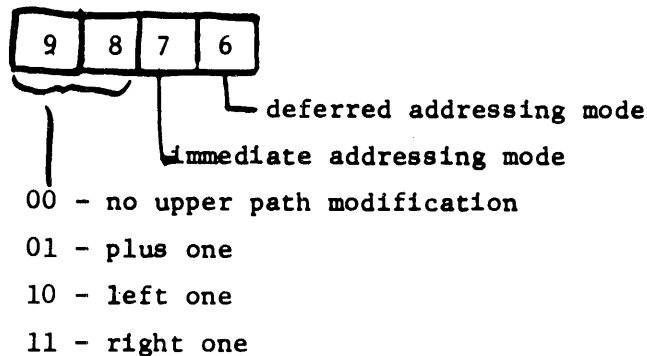 9 8 7 6
deferred addressing mode
immediate addressing mode
00 - no upper path modification
01 - plus one
10 - left one
11 - right one